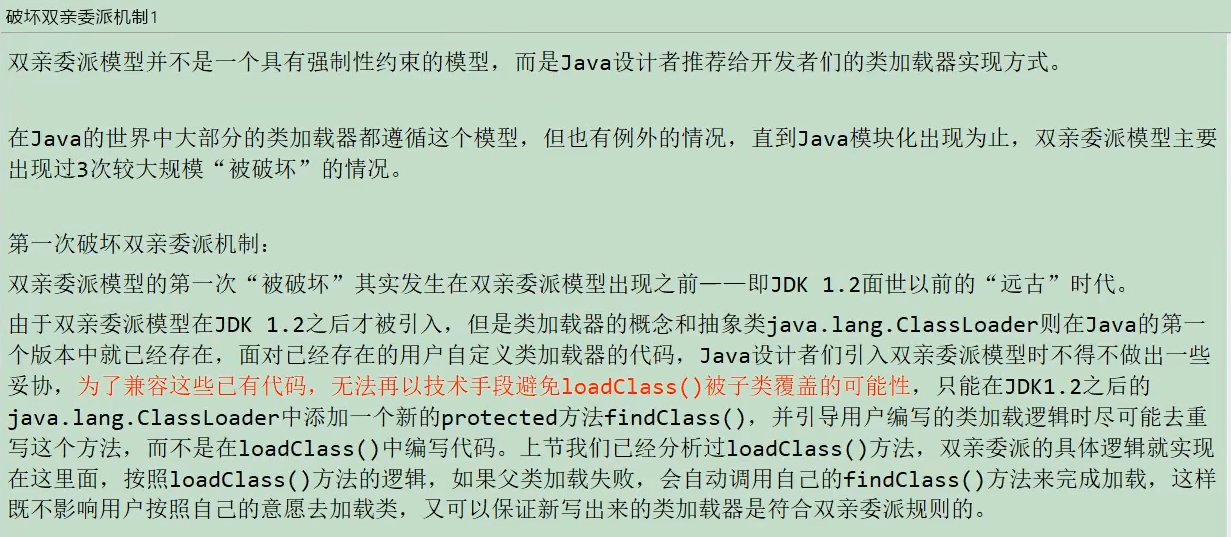 破坏双亲委派机制1
双亲委派模型并不是一个具有强制性约束的模型，而是Java设计者推荐给开发者们的类加载器实现方式。
在Java的世界中大部分的类加载器都遵循这个模型，但也有例外的情况，直到Java模块化出现为止，双亲委派模型主要
出现过3次较大规模“被破坏”的情况。
第一次破坏双亲委派机制：
双亲委派模型的第一次“被破坏”其实发生在双亲委派模型出现之前——即JDK 1.2面世以前的“远古”时代。
由于双亲委派模型在JDK 1.2之后才被引入，但是类加载器的概念和抽象类java.lang.ClassLoader则在Java的第一
个版本中就已经存在，面对已经存在的用户自定义类加载器的代码，Java设计者们引入双亲委派模型时不得不做出一些
妥协，为了兼容这些已有代码，无法再以技术手段避免loadClass()被子类覆盖的可能性，只能在JDK1.2之后的
java.lang.ClassLoader中添加一个新的protected方法findClass()，并引导用户编写的类加载逻辑时尽可能去重
写这个方法，而不是在loadClass()中编写代码。上节我们已经分析过loadClass()方法，双亲委派的具体逻辑就实现
在这里面，按照loadClass()方法的逻辑，如果父类加载失败，会自动调用自己的findClass()方法来完成加载，这样
既不影响用户按照自己的意愿去加载类，又可以保证新写出来的类加载器是符合双亲委派规则的。